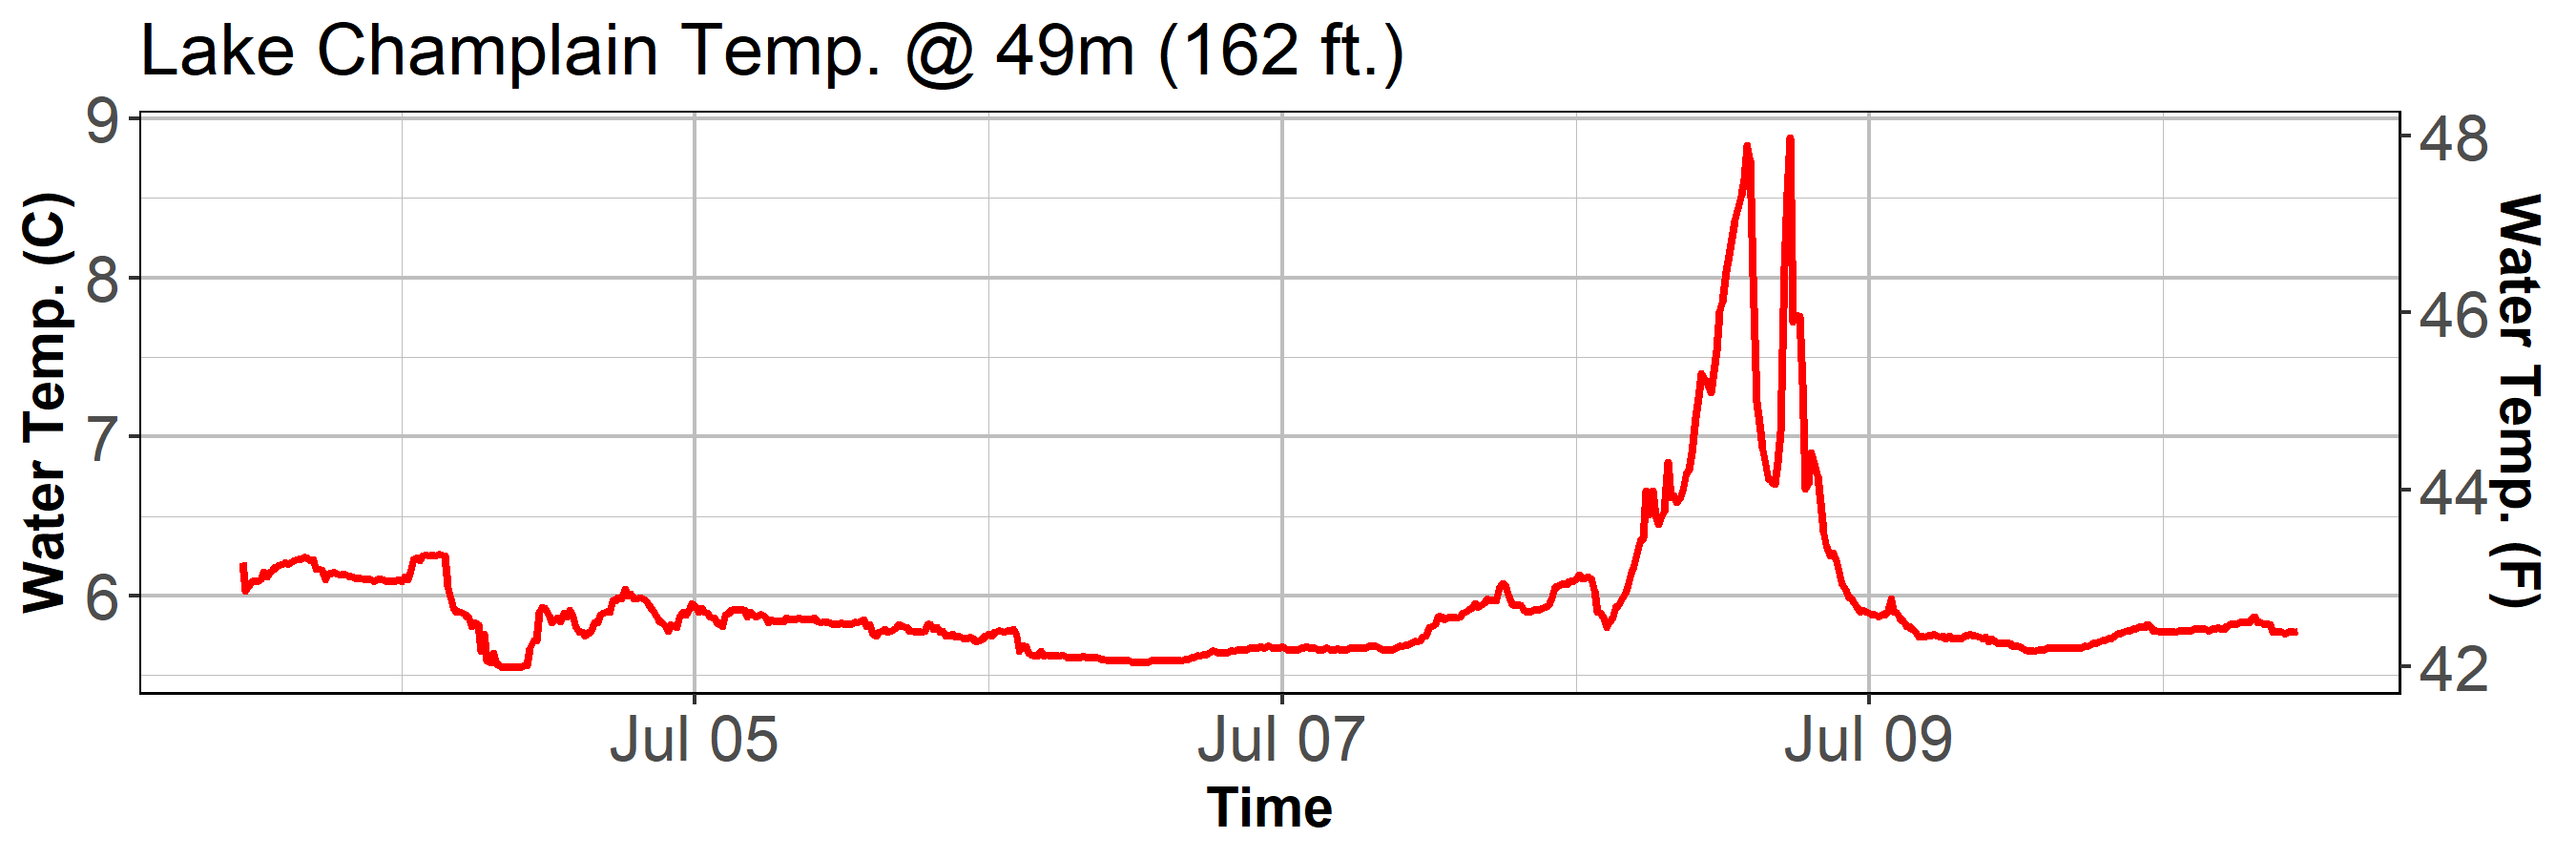 Lake Champlain Temp. @ 49m (162 ft.)
Water Temp. (C)
9
8
7
6
48
46
44
42
Water Temp. (F)
Jul 05 Jul 07 Jul 09
Time